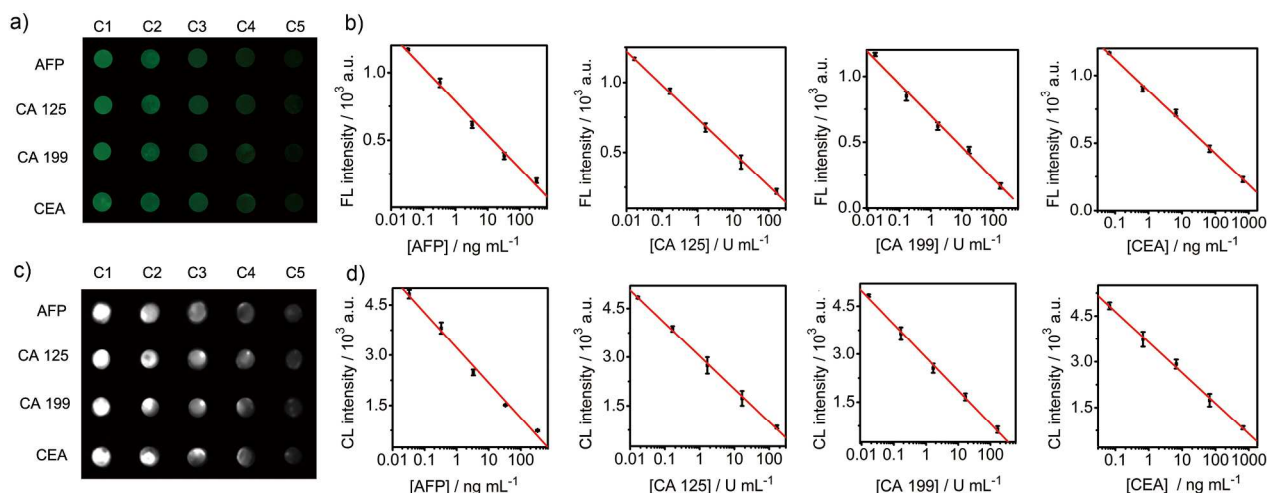 a)
C1 C2 C3 C4 C5
AFP
CA 125
CA 199
CEA
b)
FL intensity / 10³ a.u.
1.0
0.5
0.1 1 10 100
[AFP] / ng mL⁻¹
FL intensity / 10³ a.u.
1.0
0.5
0.0
0.01 0.1 1 10 100
[CA 125] / U mL⁻¹
FL intensity / 10³ a.u.
1.0
0.5
0.0
0.1 1 10 100
[CA 199] / U mL⁻¹
FL intensity / 10³ a.u.
1.0
0.5
1.0
0.1 1 10 100 1000
[CEA] / ng mL⁻¹
c)
C1 C2 C3 C4 C5
AFP
CA 125
CA 199
CEA
d)
CL intensity / 10³ a.u.
4.5
3.0
1.5
0.1 1 10 100
[AFP] / ng mL⁻¹
CL intensity / 10³ a.u.
4.5
3.0
1.5
0.0
0.01 0.1 1 10 100
[CA 125] / U mL⁻¹
CL intensity / 10³ a.u.
4.5
3.0
1.5
0.0
0.01 0.1 1 10 100
[CA 199] / U mL⁻¹
CL intensity / 10³ a.u.
4.5
3.0
1.5
0.1 1 10 100 1000
[CEA] / ng mL⁻¹